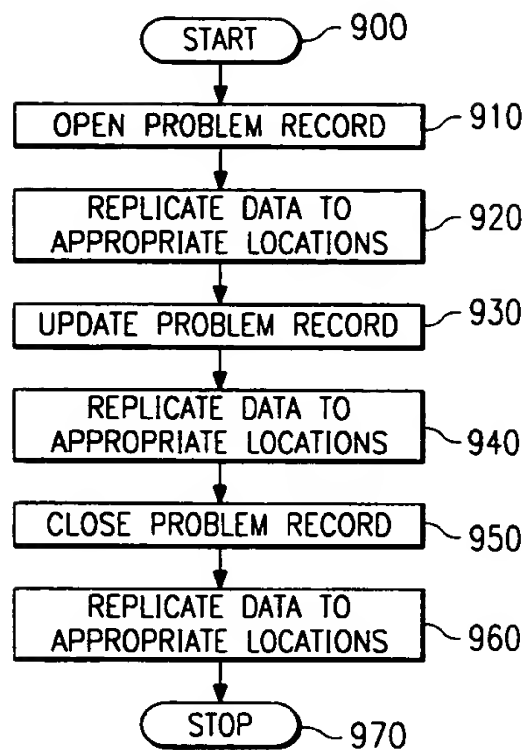 START
900
OPEN PROBLEM RECORD
910
REPLICATE DATA TO
APPROPRIATE LOCATIONS
920
UPDATE PROBLEM RECORD
930
REPLICATE DATA TO
APPROPRIATE LOCATIONS
940
CLOSE PROBLEM RECORD
950
REPLICATE DATA TO
APPROPRIATE LOCATIONS
960
STOP
970